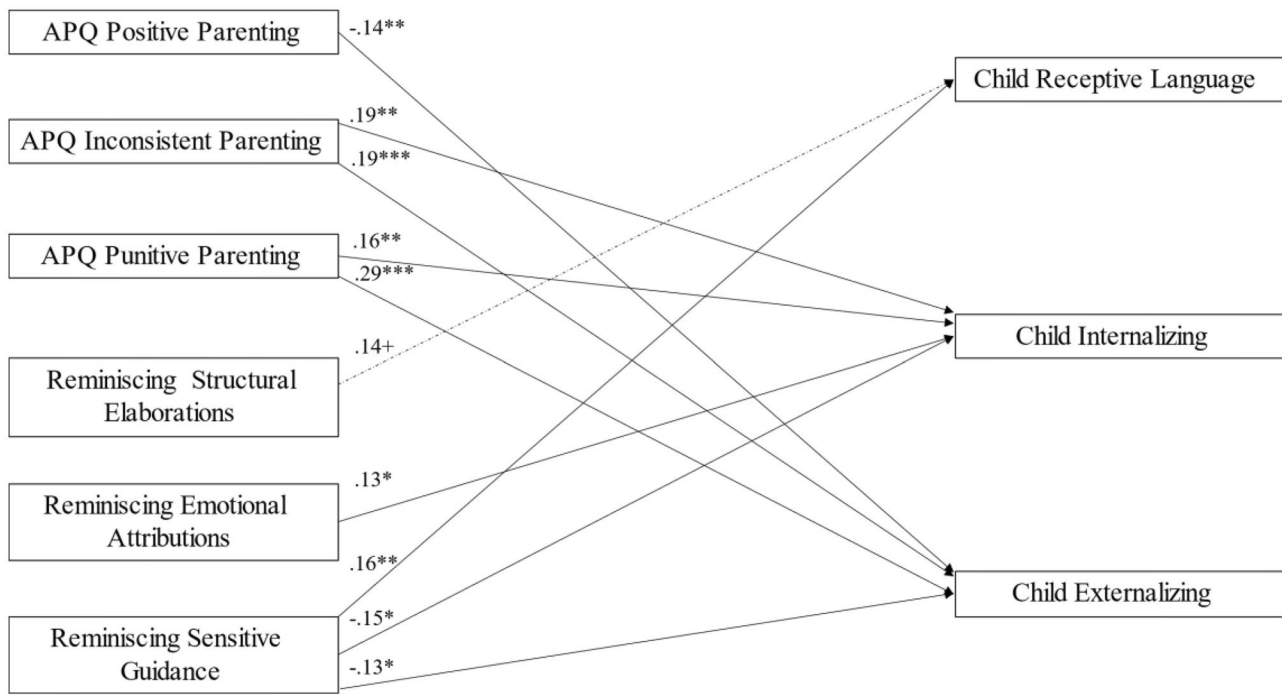 APQ Positive Parenting
-.14**
Child Receptive Language
.19**
APQ Inconsistent Parenting
.19***
APQ Punitive Parenting
.16**
.29***
Child Internalizing
.14+
Reminiscing Structural
Elaborations
.13*
Reminiscing Emotional
Attributions
.16**
Child Externalizing
-.15*
Reminiscing Sensitive
Guidance
-.13*